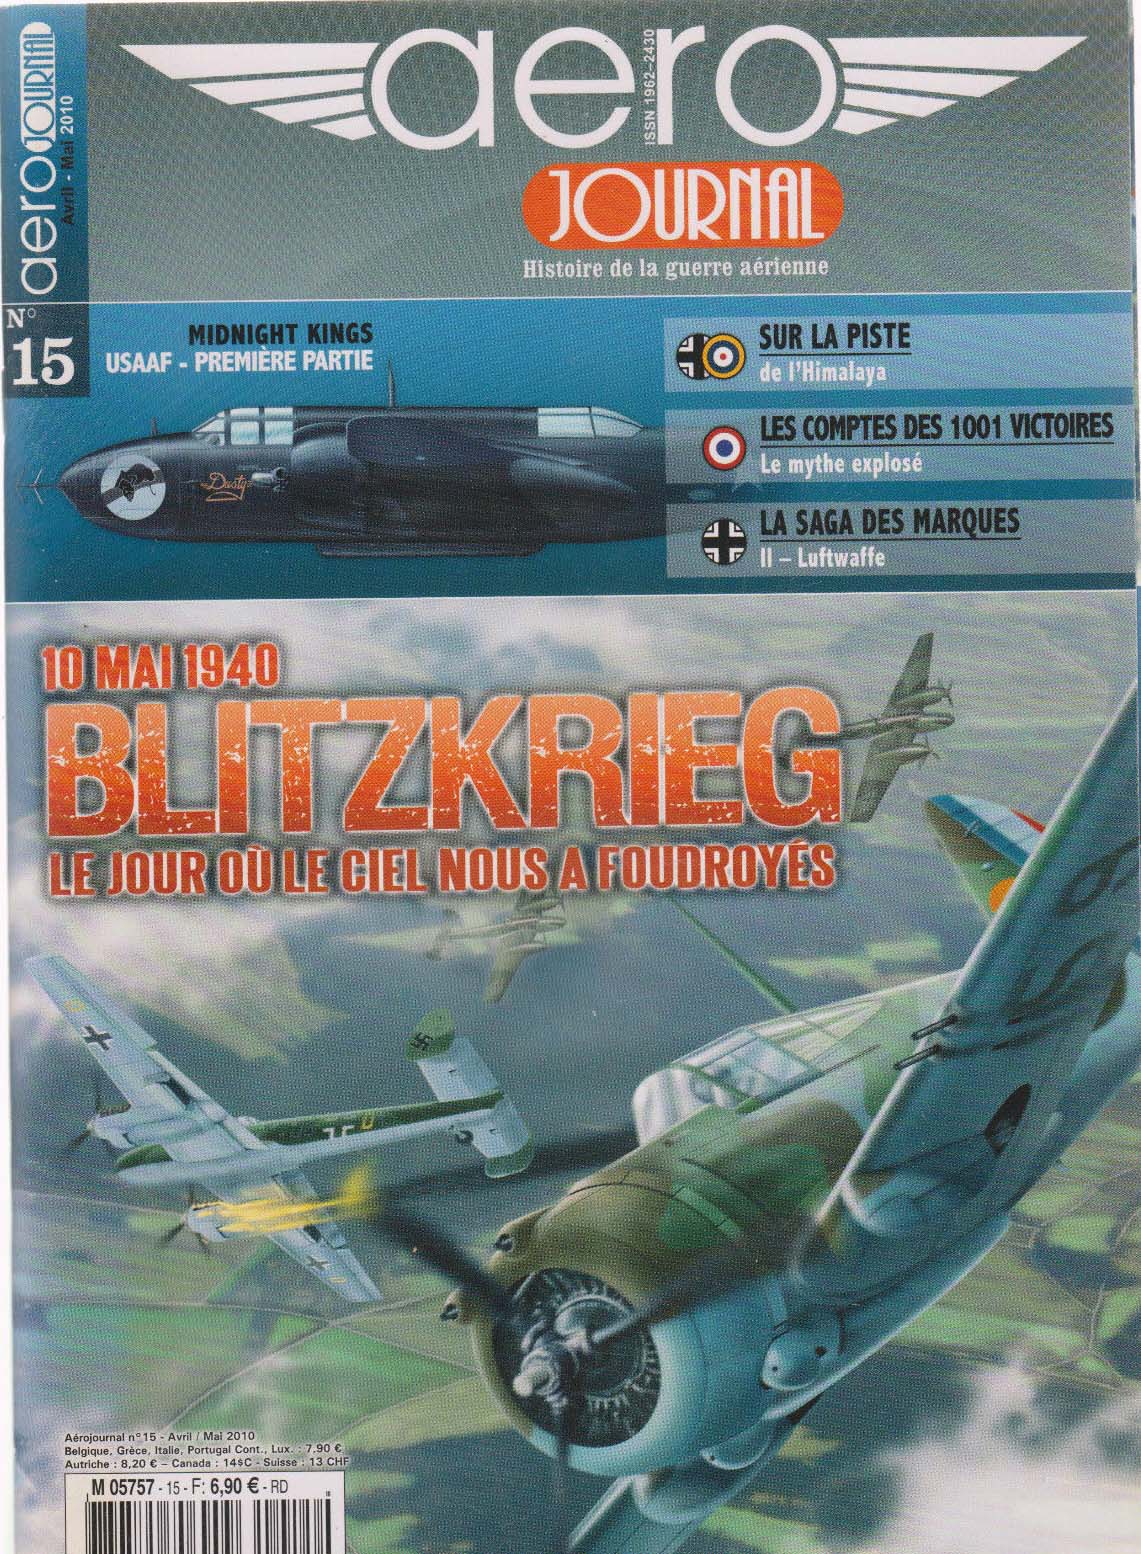 aero JOURNAL
Avril - Mai 2010
N°
15
aero
ISSN 1962-2430
JOURNAL
Histoire de la guerre aérienne
MIDNIGHT KINGS
USAAF - PREMIÈRE PARTIE
Dusty
SUR LA PISTE
de l'Himalaya
LES COMPTES DES 1001 VICTOIRES
Le mythe explosé
LA SAGA DES MARQUES
II – Luftwaffe
10 MAI 1940
BLITZKRIEG
LE JOUR OÙ LE CIEL NOUS A FOUDROYÉS
Aérojournal n°15 - Avril / Mai 2010
Belgique, Grèce, Italie, Portugal Cont., Lux. : 7,90 €
Autriche : 8,20 € – Canada : 14$C - Suisse : 13 CHF
M 05757 - 15 - F: 6,90 € - RD